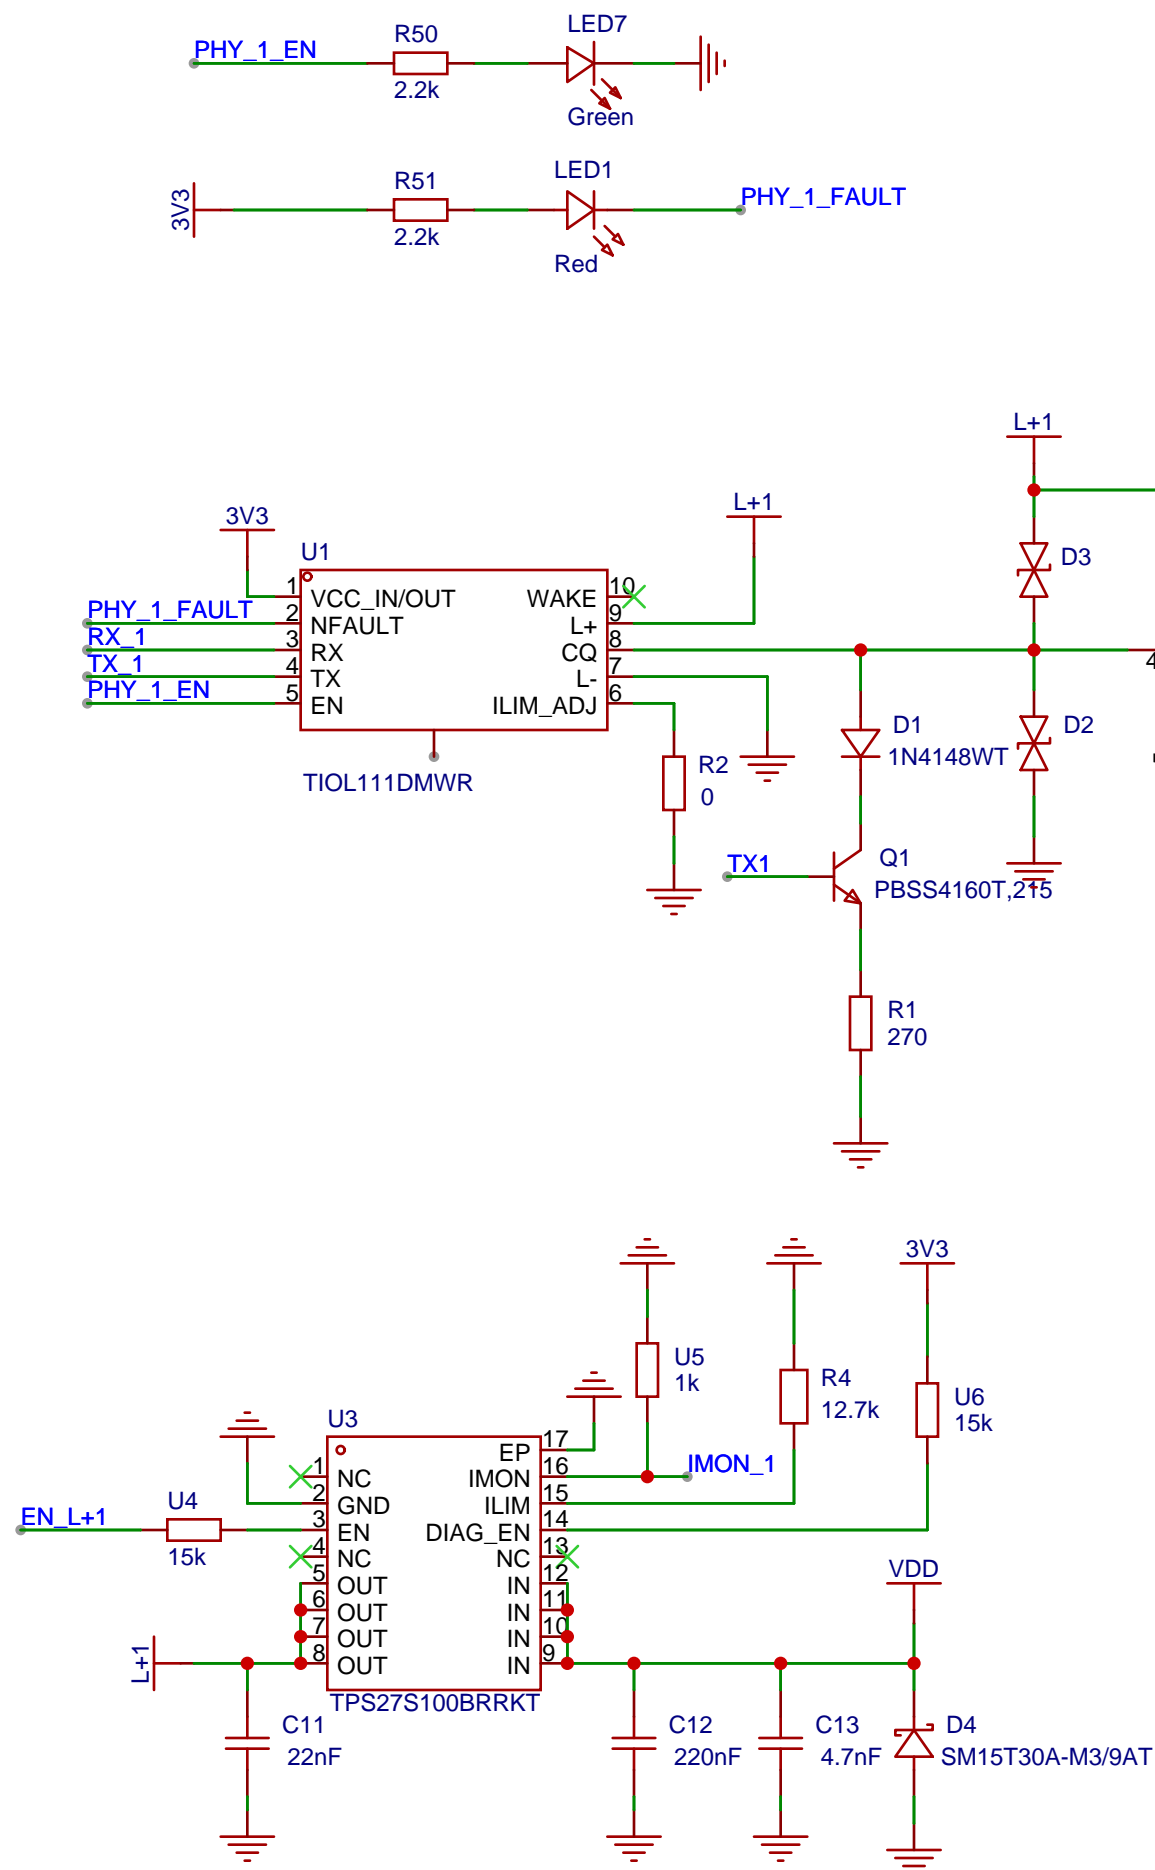 PHY_1_EN
R50
2.2k
LED7
Green
3V3
R51
2.2k
LED1
Red
PHY_1_FAULT
L+1
D3
3V3
U1
L+1
PHY_1_FAULT
RX_1
TX_1
PHY_1_EN
1 VCC_IN/OUT WAKE 10
2 NFAULT L+ 9
3 RX CQ 8
4 TX L- 7
5 EN ILIM_ADJ 6
TIOL111DMWR
4
R2
0
D1
1N4148WT
D2
TX1
Q1
PBSS4160T,215
R1
270
3V3
U5
1k
R4
12.7k
U6
15k
U3
IMON_1
EN_L+1
U4
15k
EP 17
1 NC IMON 16
2 GND ILIM 15
3 EN DIAG_EN 14
4 NC NC 13
5 OUT IN 12
6 OUT IN 11
7 OUT IN 10
8 OUT IN 9
TPS27S100BRRKT
VDD
L+1
C11
22nF
C12
220nF
C13
4.7nF
D4
SM15T30A-M3/9AT